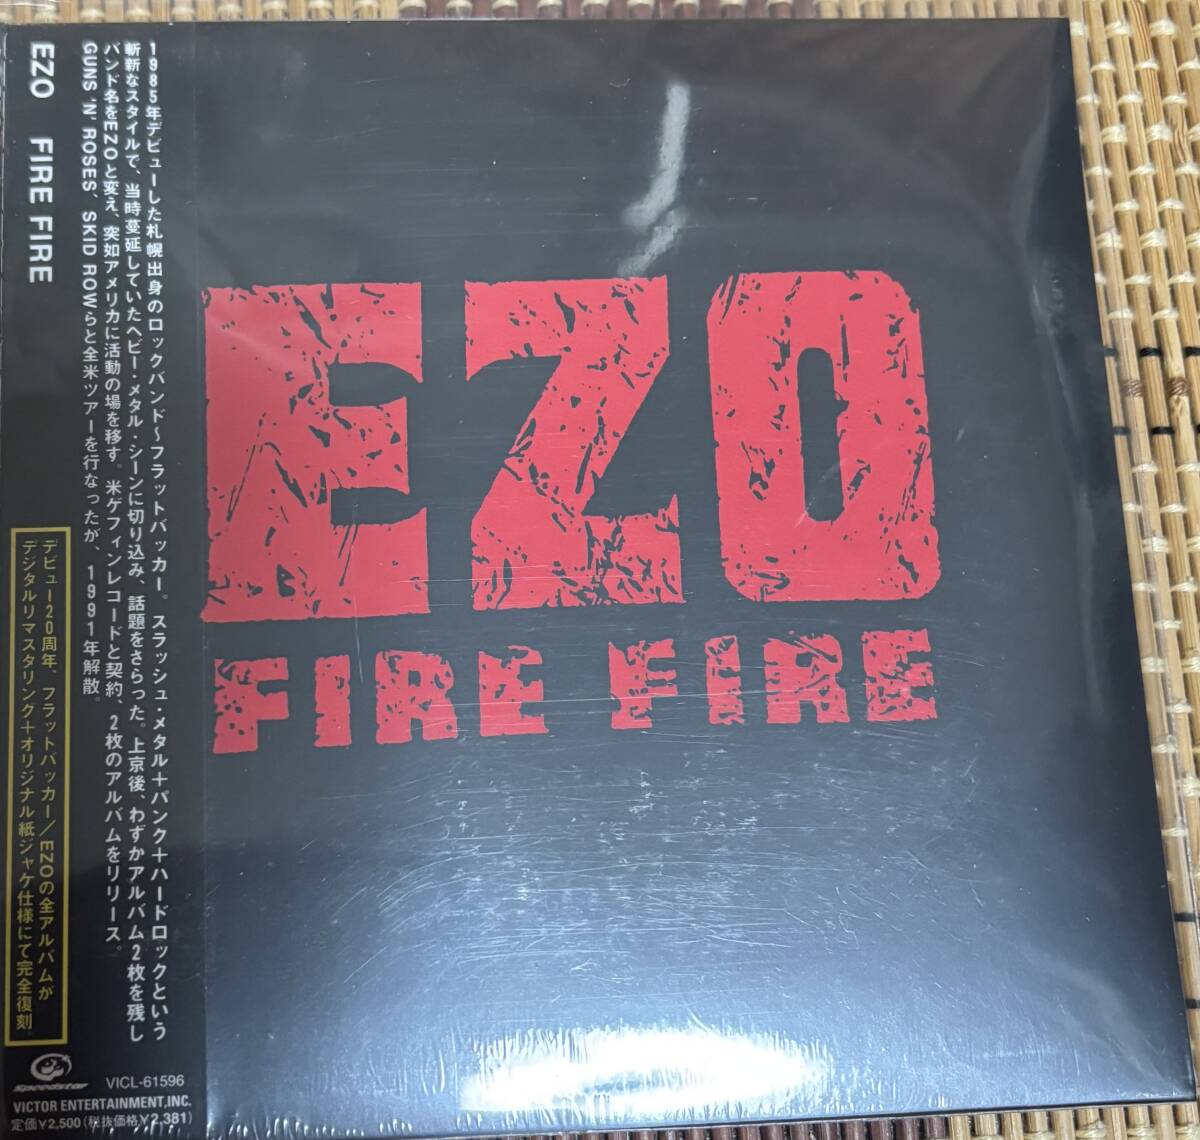 EZO FIRE FIRE
1985年デビューした札幌出身のロックバンド～フラットバッカー。スラッシュ・メタル＋パンク＋ハードロックという
斬新なスタイルで、当時蔓延していたヘビー・メタル・シーンに切り込み、話題をさらった。上京後、わずかアルバム2枚を残し
バンド名をEZOと変え、突如アメリカに活動の場を移す。米ゲフィンレコードと契約、2枚のアルバムをリリース。
GUNS 'N' ROSES、SKID ROWらと全米ツアーを行なったが、1991年解散。
デビュー20周年、フラットバッカー／EZOの全アルバムが
デジタルリマスタリング＋オリジナル紙ジャケ仕様にて完全復刻。
Speedstar
VICL-61596
VICTOR ENTERTAINMENT,INC.
定価¥2,500(税抜価格¥2,381)
EZO
FIRE FIRE